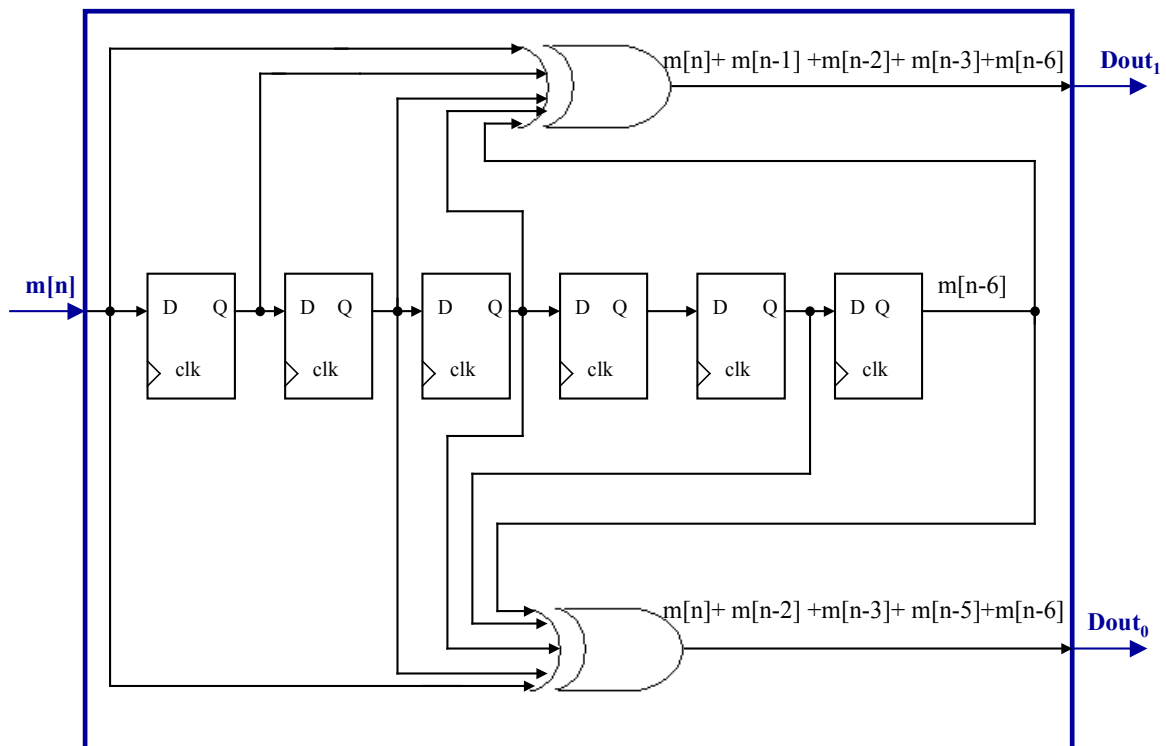 m[n]+ m[n-1] +m[n-2]+ m[n-3]+m[n-6]
Dout1
m[n]
D Q
clk
D Q
clk
D Q
clk
D Q
clk
D Q
clk
D Q
clk
m[n-6]
m[n]+ m[n-2] +m[n-3]+ m[n-5]+m[n-6]
Dout0